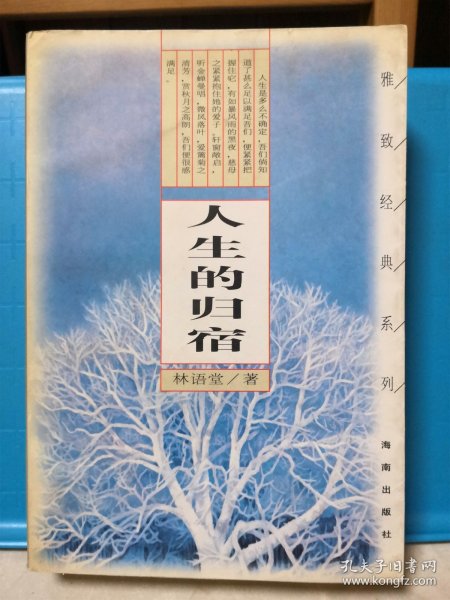 雅/致/经/典/系/列/
海南出版社
人生是多么不确定，吾们倘知
道了甚么足以满足吾们，便紧紧把
握住它，有如暴风雨的黑夜，慈母
之紧紧抱住她的爱子。轩窗敞启，
听金蝉曼唱，微风落叶，爱篱菊之
清芳，赏秋月之高朗，吾们便很感
满足。
人生的归宿
林语堂/著
孔夫子旧书网
www.kongfz.com